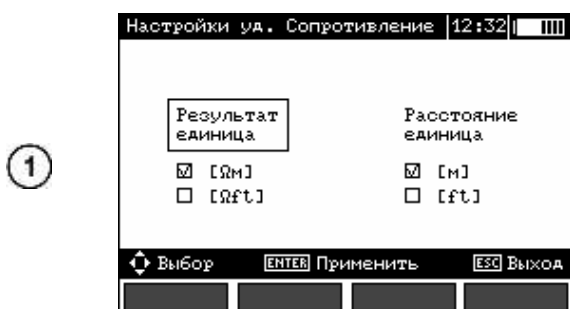 Настройки уд. Сопротивление 12:32
Результат
единица
Расстояние
единица
1
☑ [Ωм]
☑ [м]
☐ [Ωft]
☐ [ft]
Выбор ENTER Применить ESC Выход